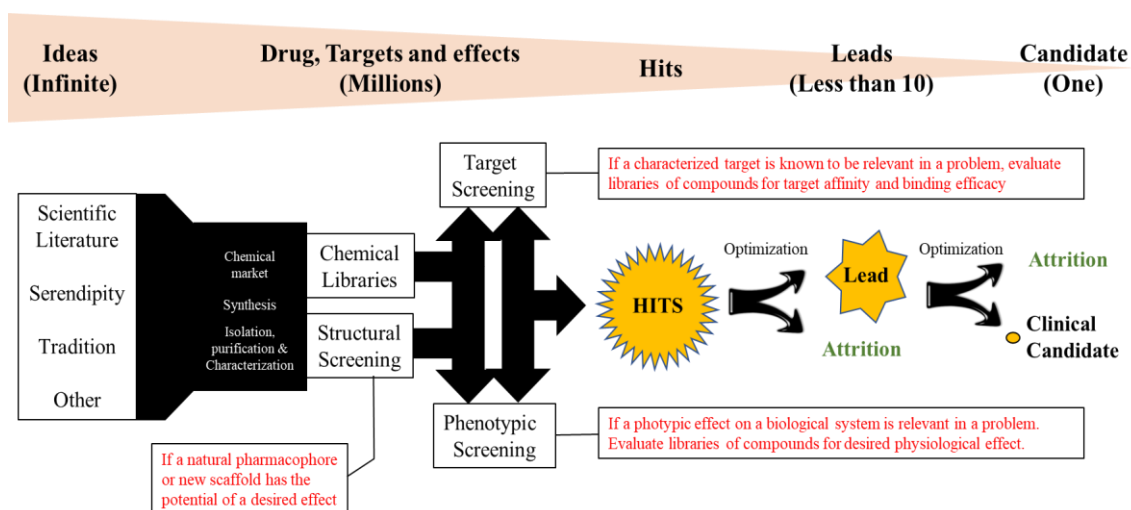 Ideas
(Infinite)
Drug, Targets and effects
(Millions)
Hits
Leads
(Less than 10)
Candidate
(One)
Target
Screening
If a characterized target is known to be relevant in a problem, evaluate
libraries of compounds for target affinity and binding efficacy
Scientific
Literature
Serendipity
Tradition
Other
Chemical
market
Synthesis
Isolation,
purification &
Characterization
Chemical
Libraries
Structural
Screening
HITS
Optimization
Attrition
Lead
Optimization
Attrition
Clinical
Candidate
Phenotypic
Screening
If a photypic effect on a biological system is relevant in a problem.
Evaluate libraries of compounds for desired physiological effect.
If a natural pharmacophore
or new scaffold has the
potential of a desired effect